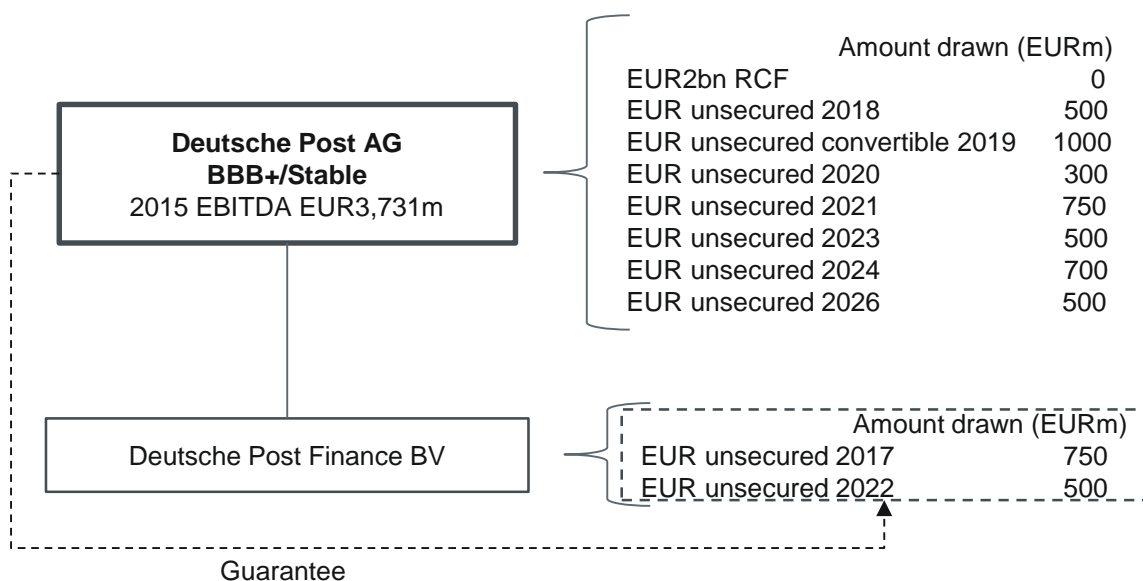 Amount drawn (EURm)
EUR2bn RCF 0
EUR unsecured 2018 500
EUR unsecured convertible 2019 1000
EUR unsecured 2020 300
EUR unsecured 2021 750
EUR unsecured 2023 500
EUR unsecured 2024 700
EUR unsecured 2026 500
Deutsche Post AG
BBB+/Stable
2015 EBITDA EUR3,731m
Deutsche Post Finance BV
Amount drawn (EURm)
EUR unsecured 2017 750
EUR unsecured 2022 500
Guarantee